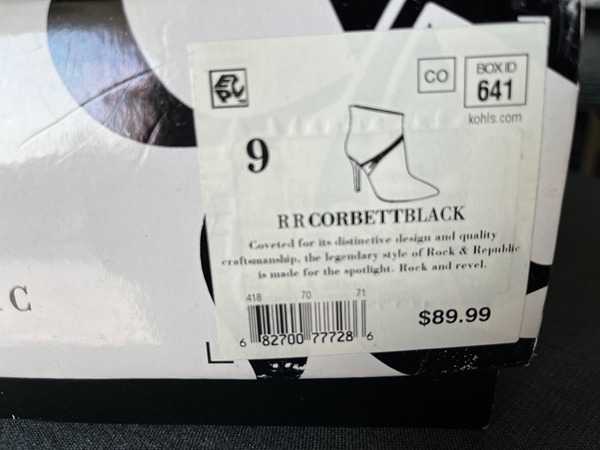 CO
BOX ID
641
kohls.com
9
RRCORBETTBLACK
Coveted for its distinctive design and quality
craftsmanship, the legendary style of Rock & Republic
is made for the spotlight. Rock and revel.
418 70 71
6 82700 77728 6
$89.99
C